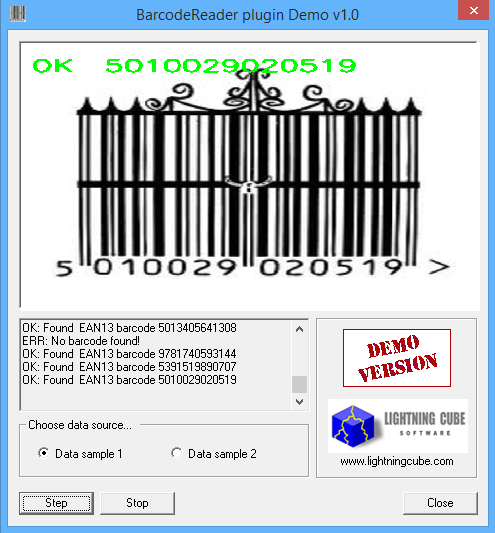 BarcodeReader plugin Demo v1.0
OK 5010029020519
5 010029 020519 >
OK: Found EAN13 barcode 5013405641308
ERR: No barcode found!
OK: Found EAN13 barcode 9781740593144
OK: Found EAN13 barcode 5391519890707
OK: Found EAN13 barcode 5010029020519
DEMO
VERSION
LIGHTNING CUBE
SOFTWARE
www.lightningcube.com
Choose data source...
Data sample 1
Data sample 2
Step
Stop
Close